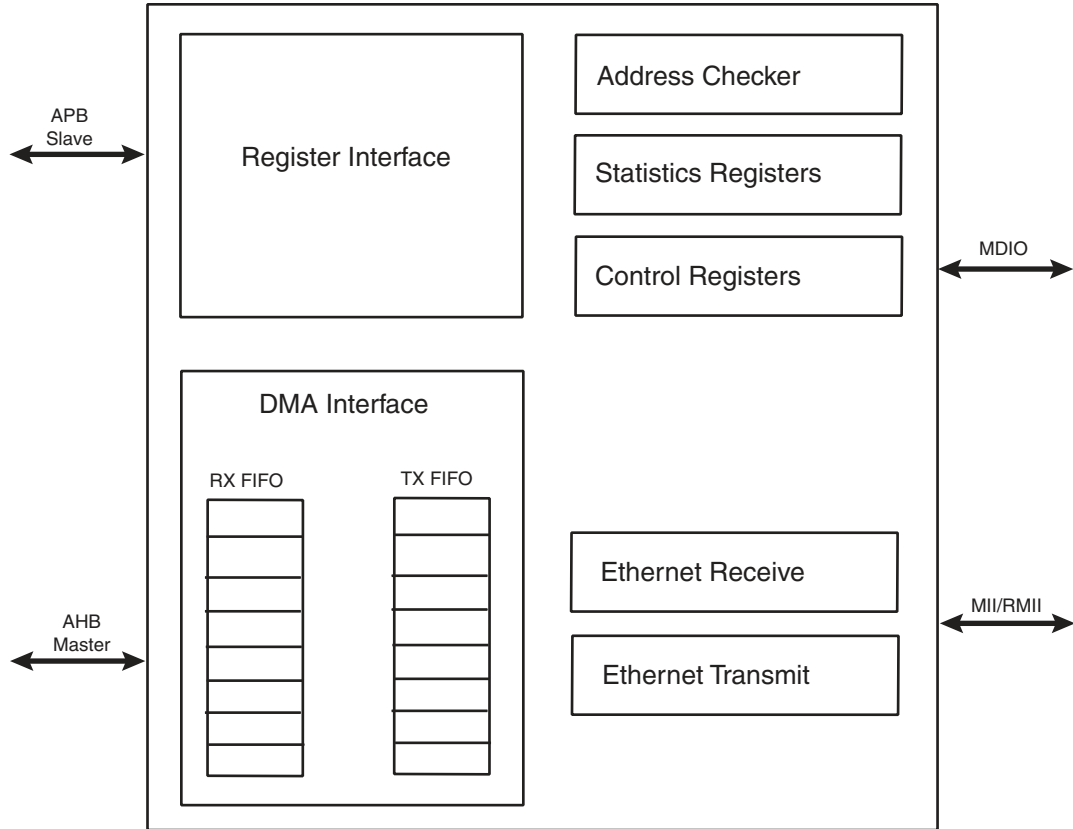 Address Checker
APB
Slave
Register Interface
Statistics Registers
Control Registers
MDIO
DMA Interface
RX FIFO
TX FIFO
Ethernet Receive
MII/RMII
AHB
Master
Ethernet Transmit